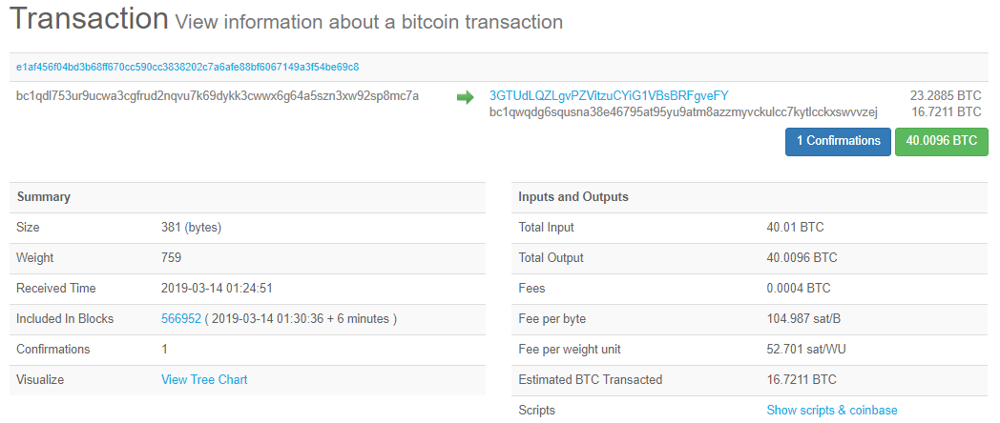 Transaction View information about a bitcoin transaction
e1af456f04bd3b68ff670cc590cc3838202c7a6afe88bf6067149a3f54be69c8
bc1qdl753ur9ucwa3cgfrud2nqvu7k69dykk3cwwx6g64a5szn3xw92sp8mc7a
3GTUdLQZLgvPZVitzuCYiG1VBsBRFgveFY 23.2885 BTC
bc1qwqdg6squsna38e46795at95yu9atm8azzmyvckulcc7kytlcckxswvvzej 16.7211 BTC
1 Confirmations 40.0096 BTC
Summary
Size 381 (bytes)
Weight 759
Received Time 2019-03-14 01:24:51
Included In Blocks 566952 ( 2019-03-14 01:30:36 + 6 minutes )
Confirmations 1
Visualize View Tree Chart
Inputs and Outputs
Total Input 40.01 BTC
Total Output 40.0096 BTC
Fees 0.0004 BTC
Fee per byte 104.987 sat/B
Fee per weight unit 52.701 sat/WU
Estimated BTC Transacted 16.7211 BTC
Scripts Show scripts & coinbase